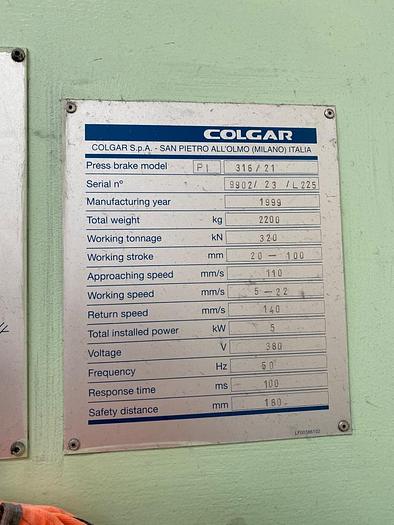 COLGAR
COLGAR S.p.A. - SAN PIETRO ALL'OLMO (MILANO) ITALIA
Press brake model PI 316/21
Serial nº 9902/ 23 /L225
Manufacturing year 1999
Total weight kg 2200
Working tonnage kN 320
Working stroke mm 20 — 100
Approaching speed mm/s 110
Working speed mm/s 5 — 22
Return speed mm/s 140
Total installed power kW 5
Voltage V 380
Frequency Hz 50
Response time ms 100
Safety distance mm 180